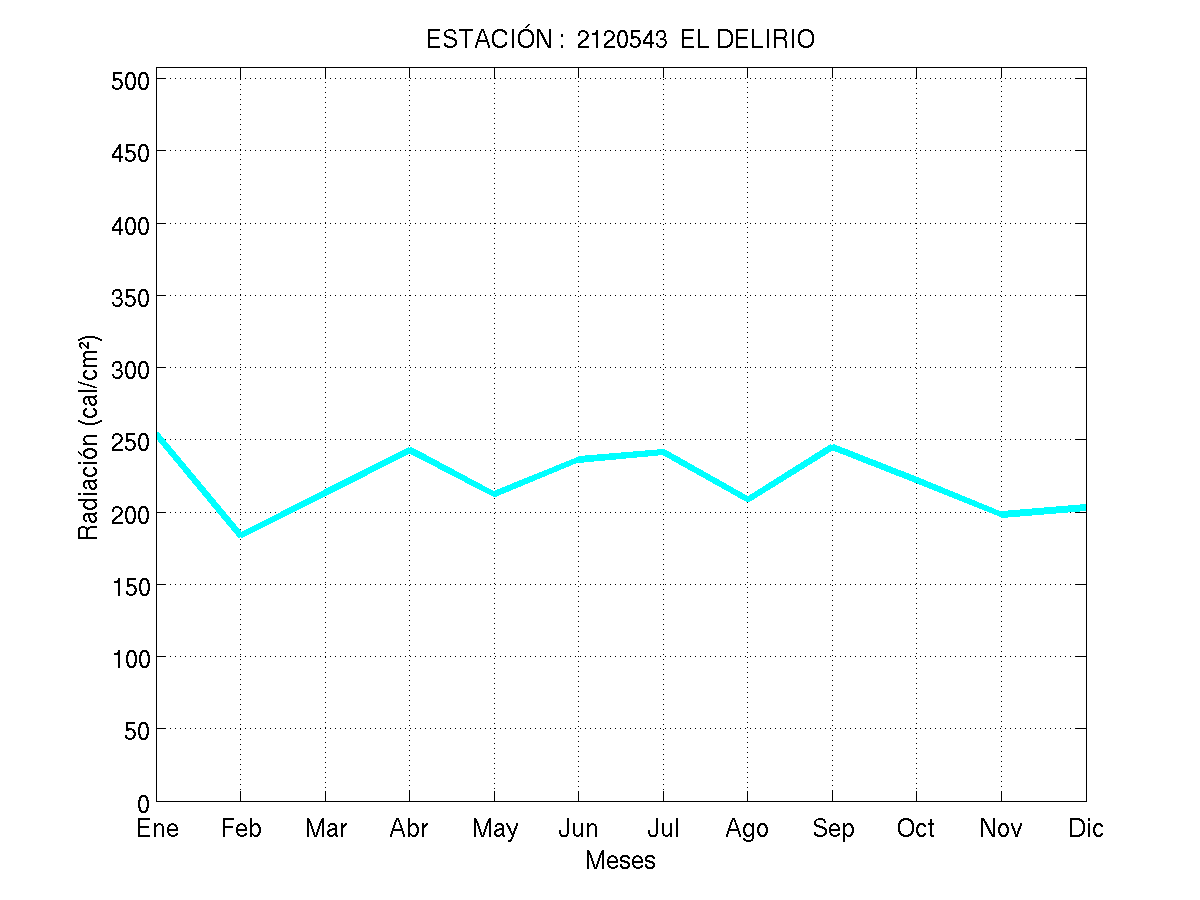 ESTACIÓN : 2120543 EL DELIRIO
Radiación (cal/cm²)
500
450
400
350
300
250
200
150
100
50
0
Ene Feb Mar Abr May Jun Jul Ago Sep Oct Nov Dic
Meses